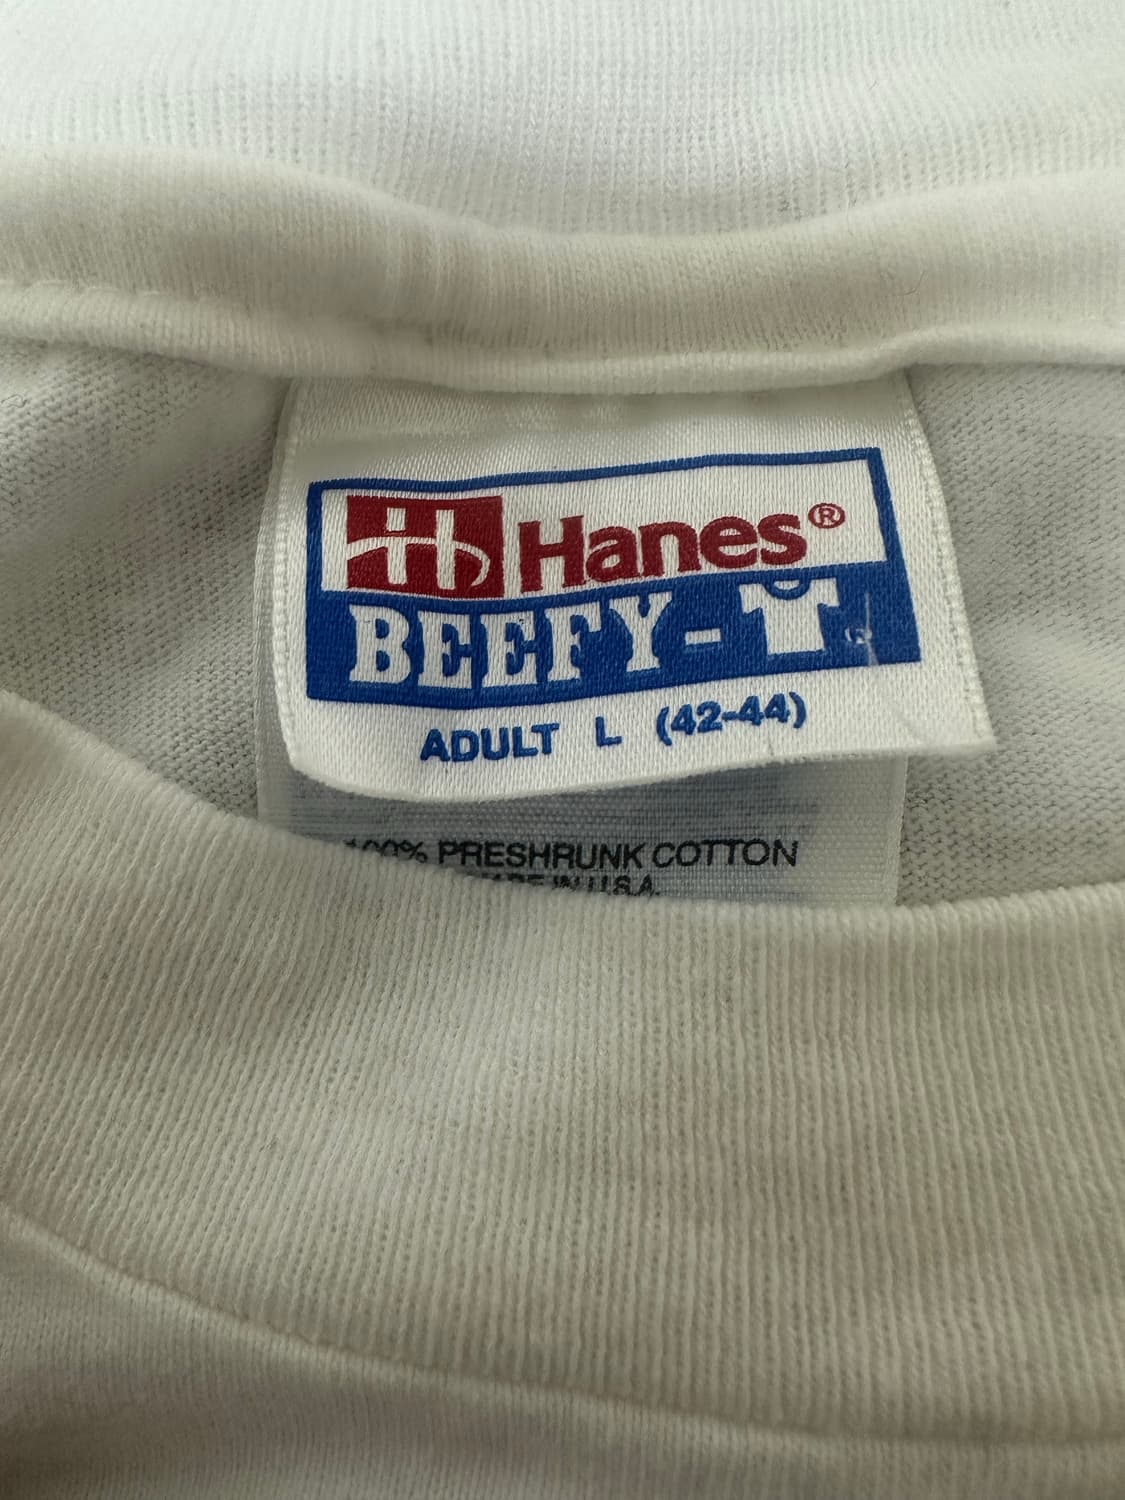 Hanes®
BEEFY-T®
ADULT L (42-44)
100% PRESHRUNK COTTON
MADE IN U.S.A.